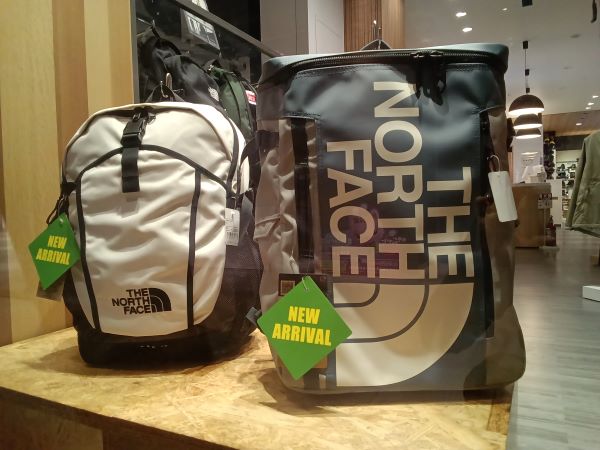 NEW
ARRIVAL
THE
NORTH
FACE
NEW
ARRIVAL
THE
NORTH
FACE